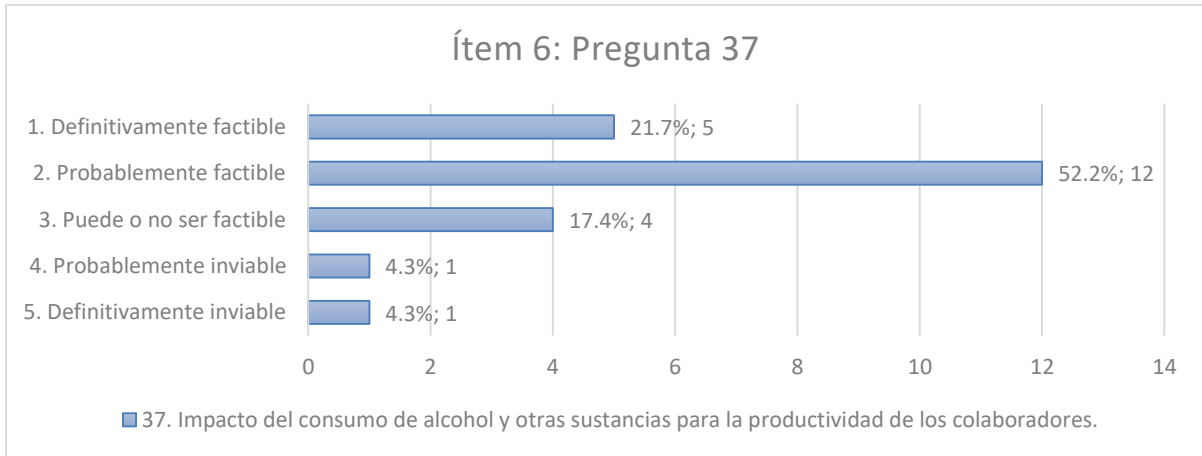 Ítem 6: Pregunta 37
1. Definitivamente factible
21.7%; 5
2. Probablemente factible
52.2%; 12
3. Puede o no ser factible
17.4%; 4
4. Probablemente inviable
4.3%; 1
5. Definitivamente inviable
4.3%; 1
0 2 4 6 8 10 12 14
37. Impacto del consumo de alcohol y otras sustancias para la productividad de los colaboradores.